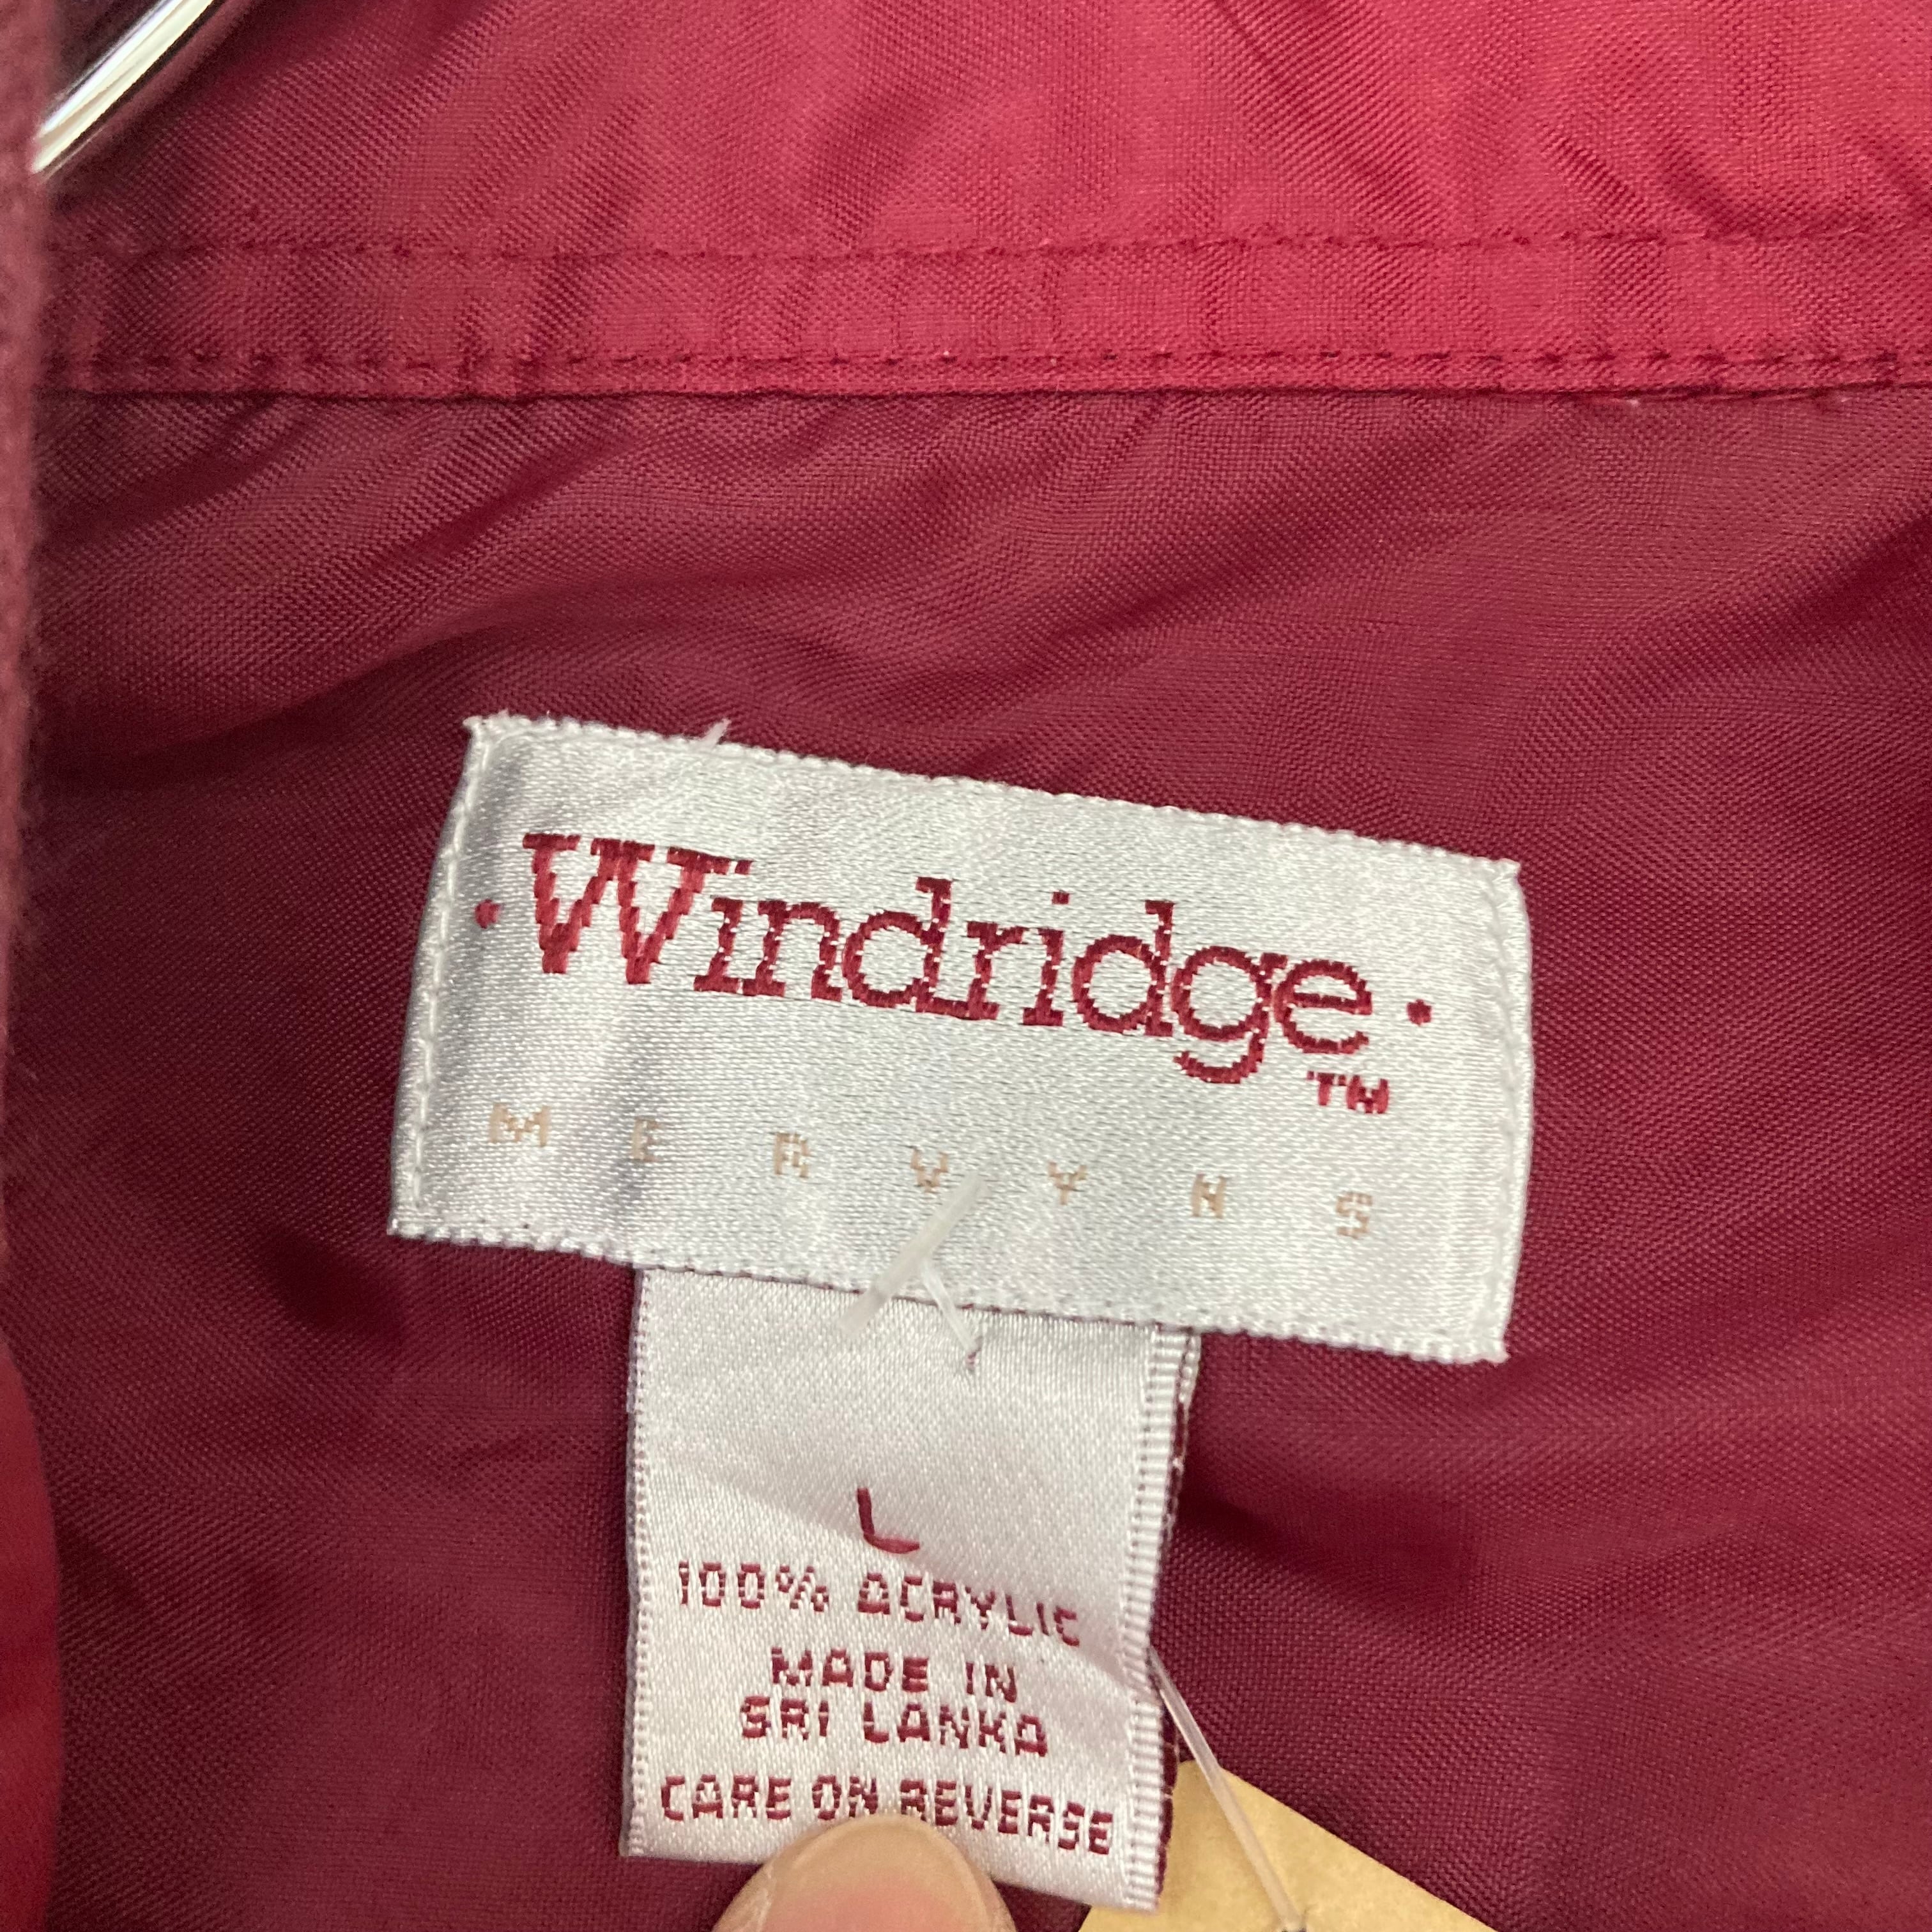 ·Windridge·
TM
MERVYNS
L
100% ACRYLIC
MADE IN
SRI LANKA
CARE ON REVERSE